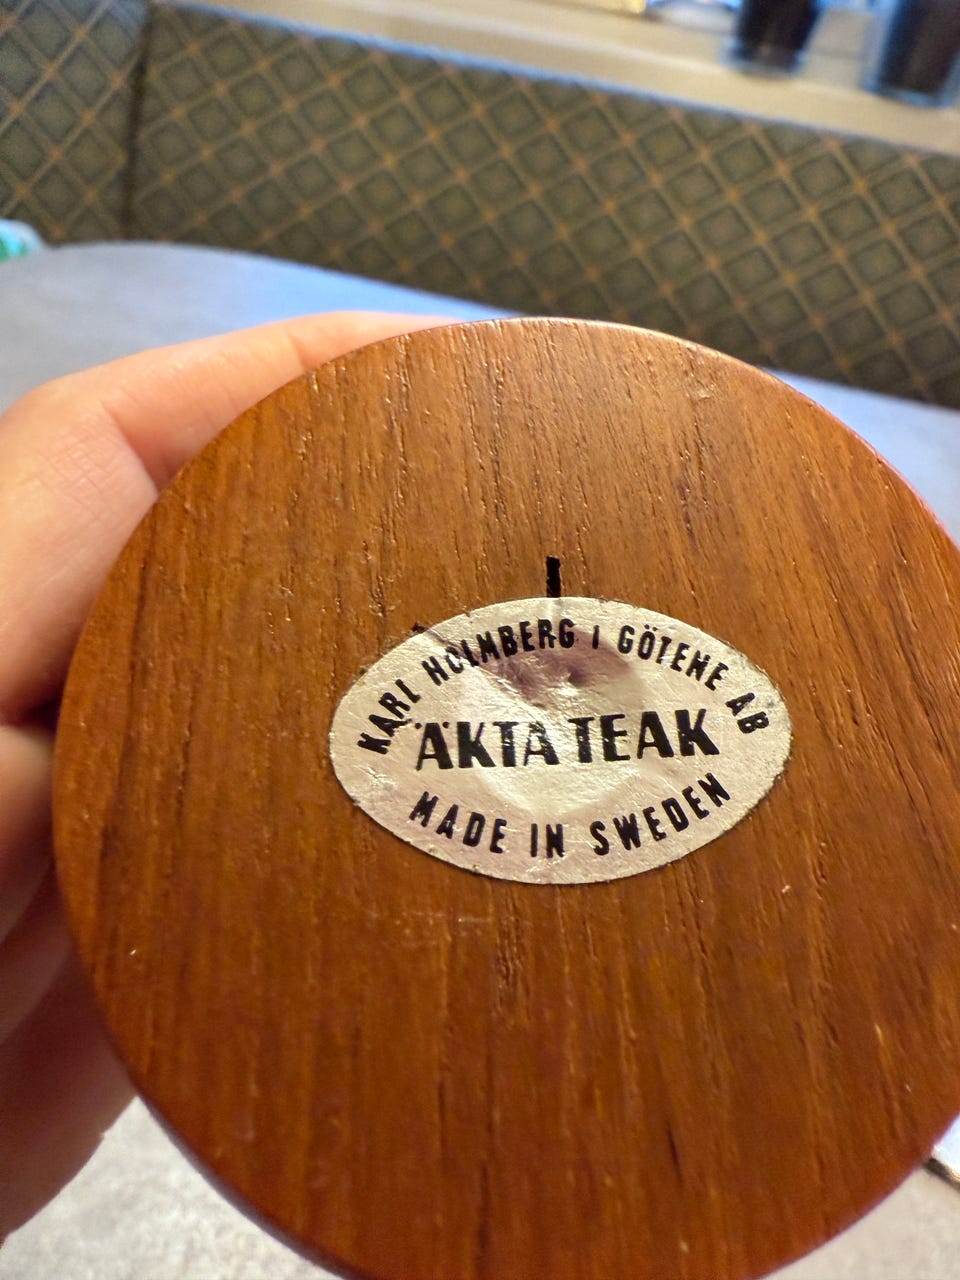 KARL HOLMBERG I GÖTENE AB
ÄKTA TEAK
MADE IN SWEDEN